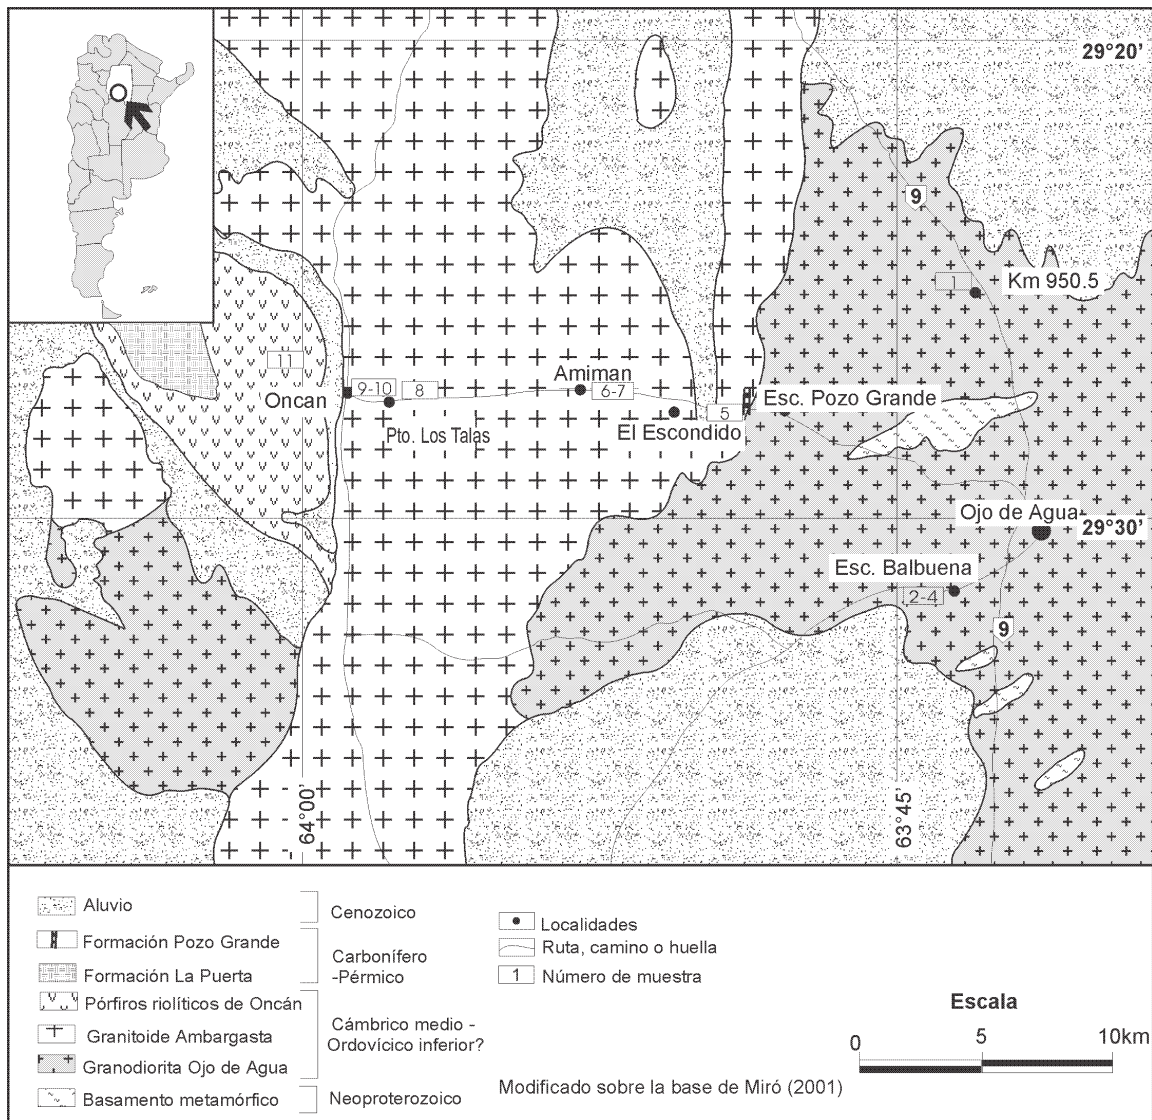 29°20'
9
1
Km 950.5
11
Oncan
9-10
8
Pto. Los Talas
Amiman
6-7
El Escondido
5
Esc. Pozo Grande
Ojo de Agua
29°30'
Esc. Balbuena
2-4
9
64°00'
63°45'
Aluvio
Formación Pozo Grande
Formación La Puerta
Pórfiros riolíticos de Oncán
Granitoide Ambargasta
Granodiorita Ojo de Agua
Basamento metamórfico
Cenozoico
Carbonífero
-Pérmico
Cámbrico medio -
Ordovícico inferior?
Neoproterozoico
Localidades
Ruta, camino o huella
1 Número de muestra
Escala
0 5 10km
Modificado sobre la base de Miró (2001)